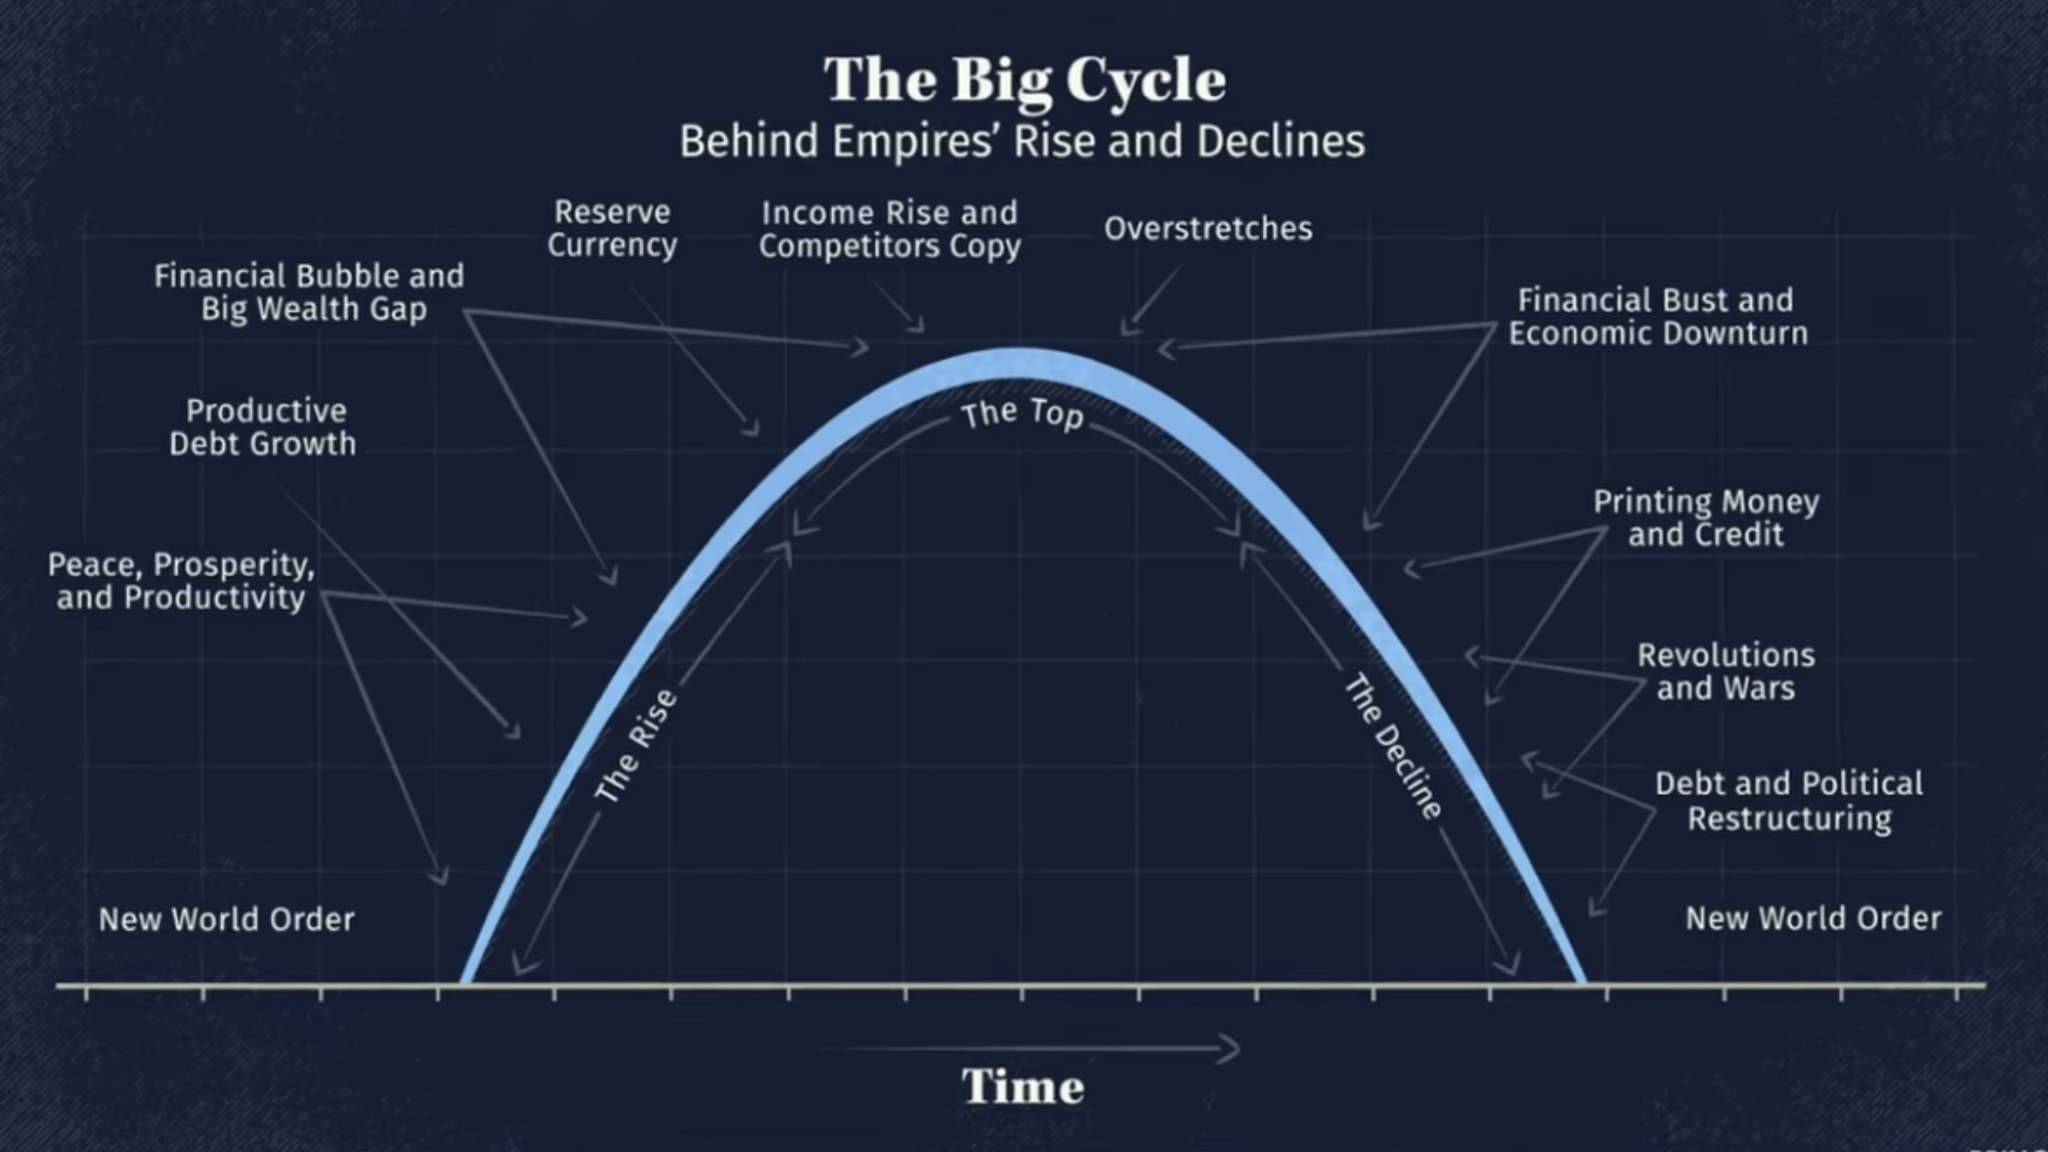 The Big Cycle
Behind Empires’ Rise and Declines
Reserve
Currency
Income Rise and
Competitors Copy
Overstretches
Financial Bubble and
Big Wealth Gap
Financial Bust and
Economic Downturn
Productive
Debt Growth
The Top
Printing Money
and Credit
Peace, Prosperity,
and Productivity
The Rise
The Decline
Revolutions
and Wars
Debt and Political
Restructuring
New World Order
New World Order
Time